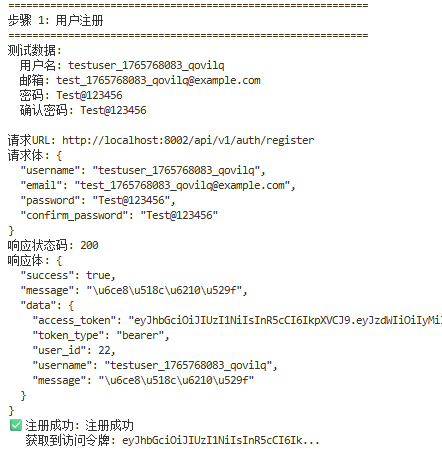 ============================================================
步骤 1: 用户注册
============================================================
测试数据:
  用户名: testuser_1765768083_qovilq
  邮箱: test_1765768083_qovilq@example.com
  密码: Test@123456
  确认密码: Test@123456

请求URL: http://localhost:8002/api/v1/auth/register
请求体: {
  "username": "testuser_1765768083_qovilq",
  "email": "test_1765768083_qovilq@example.com",
  "password": "Test@123456",
  "confirm_password": "Test@123456"
}
响应状态码: 200
响应体: {
  "success": true,
  "message": "\u6ce8\u518c\u6210\u529f",
  "data": {
    "access_token": "eyJhbGciOiJIUzI1NiIsInR5cCI6IkpXVCJ9.eyJzdWIiOiIyMiI
    "token_type": "bearer",
    "user_id": 22,
    "username": "testuser_1765768083_qovilq",
    "message": "\u6ce8\u518c\u6210\u529f"
  }
}
✅ 注册成功: 注册成功
  获取到访问令牌: eyJhbGciOiJIUzI1NiIsInR5cCI6Ik...